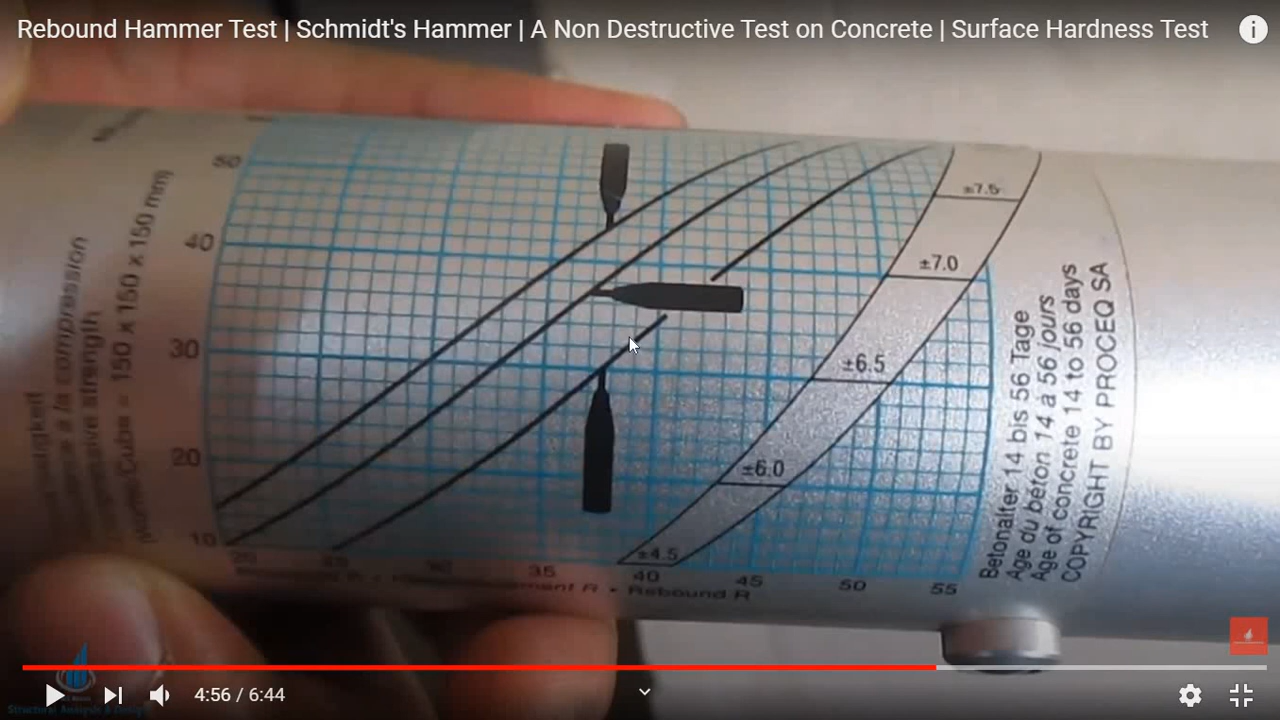 Rebound Hammer Test | Schmidt's Hammer | A Non Destructive Test on Concrete | Surface Hardness Test
i
50
40
30
20
10
20
30
35
40
45
50
55
±7.5
±7.0
±6.5
±6.0
±4.5
à la compression
strength
Cube = 150 x 150 x 150 mm)
R • Rebound R
Betonalter 14 bis 56 Tage
Age du béton 14 à 56 jours
Age of concrete 14 to 56 days
COPYRIGHT BY PROCEQ SA
4:56 / 6:44